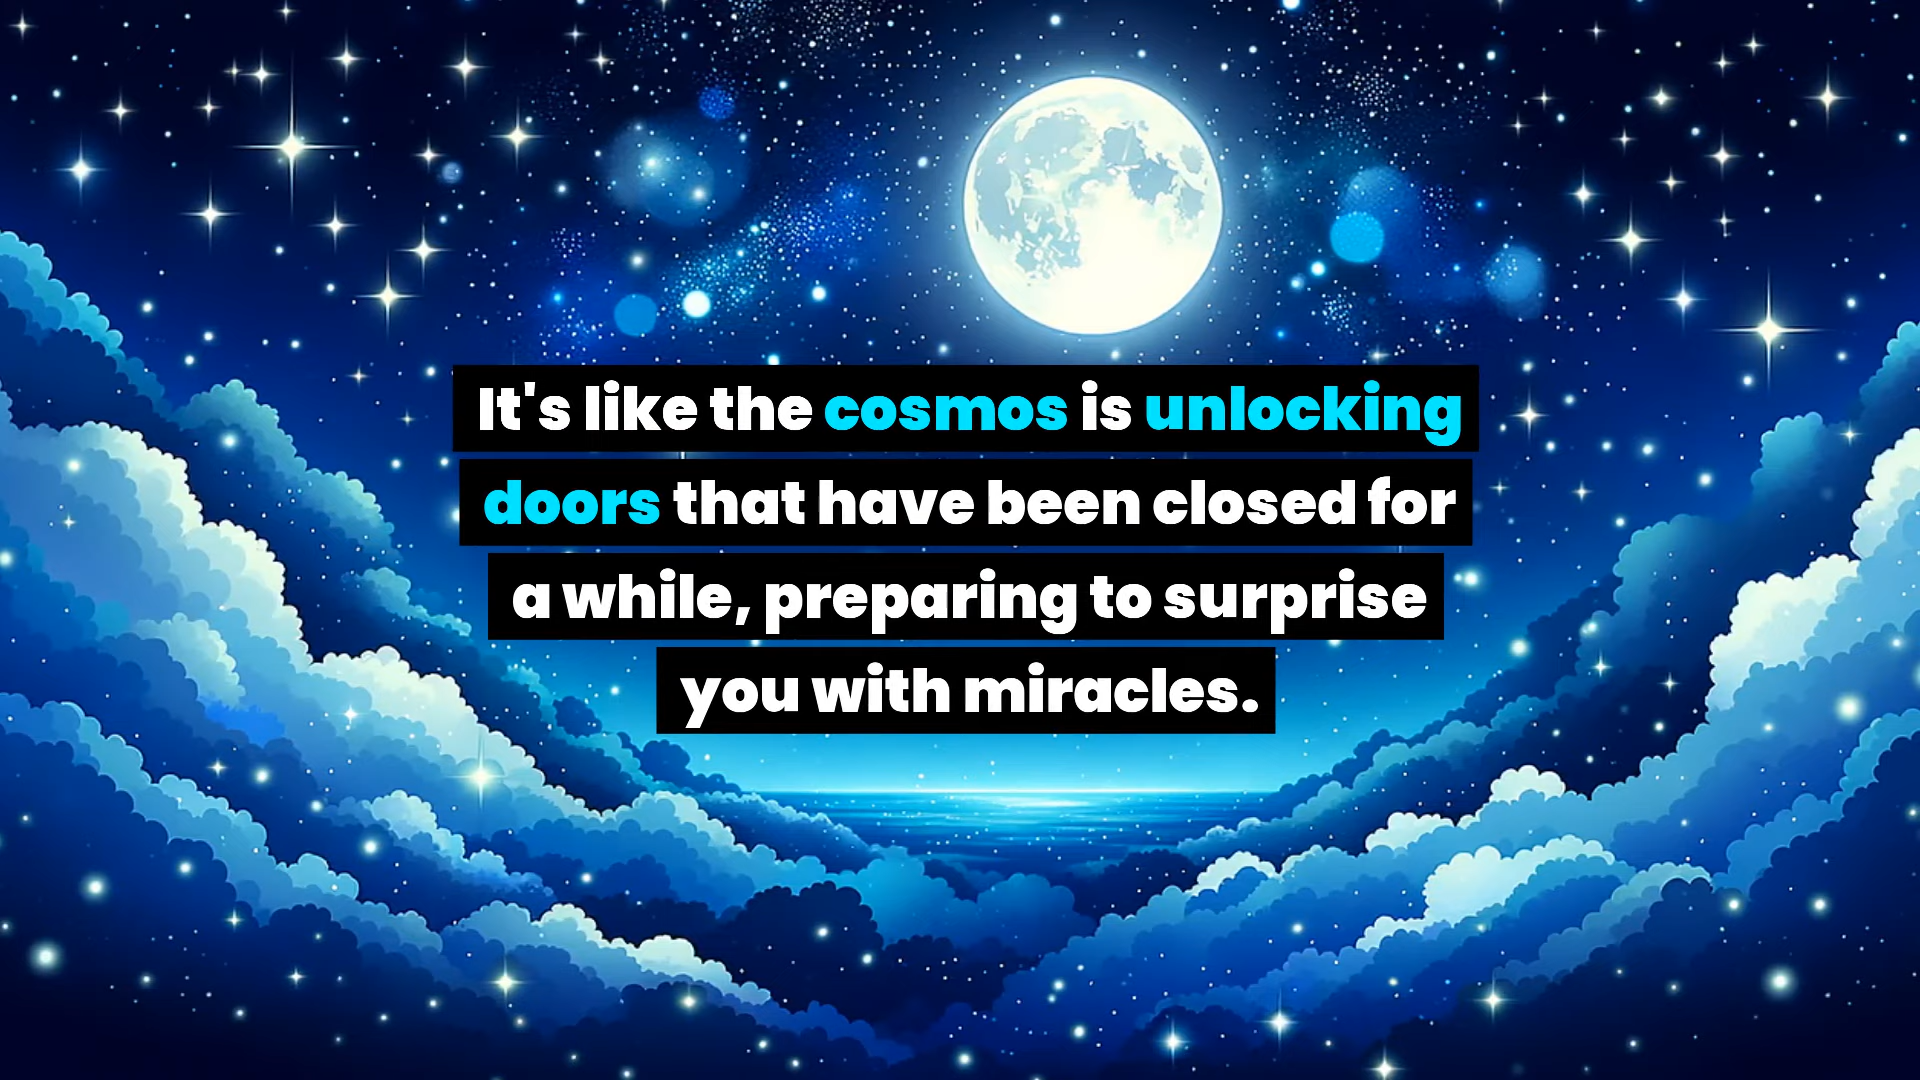 It's like the cosmos is unlocking
doors that have been closed for
a while, preparing to surprise
you with miracles.